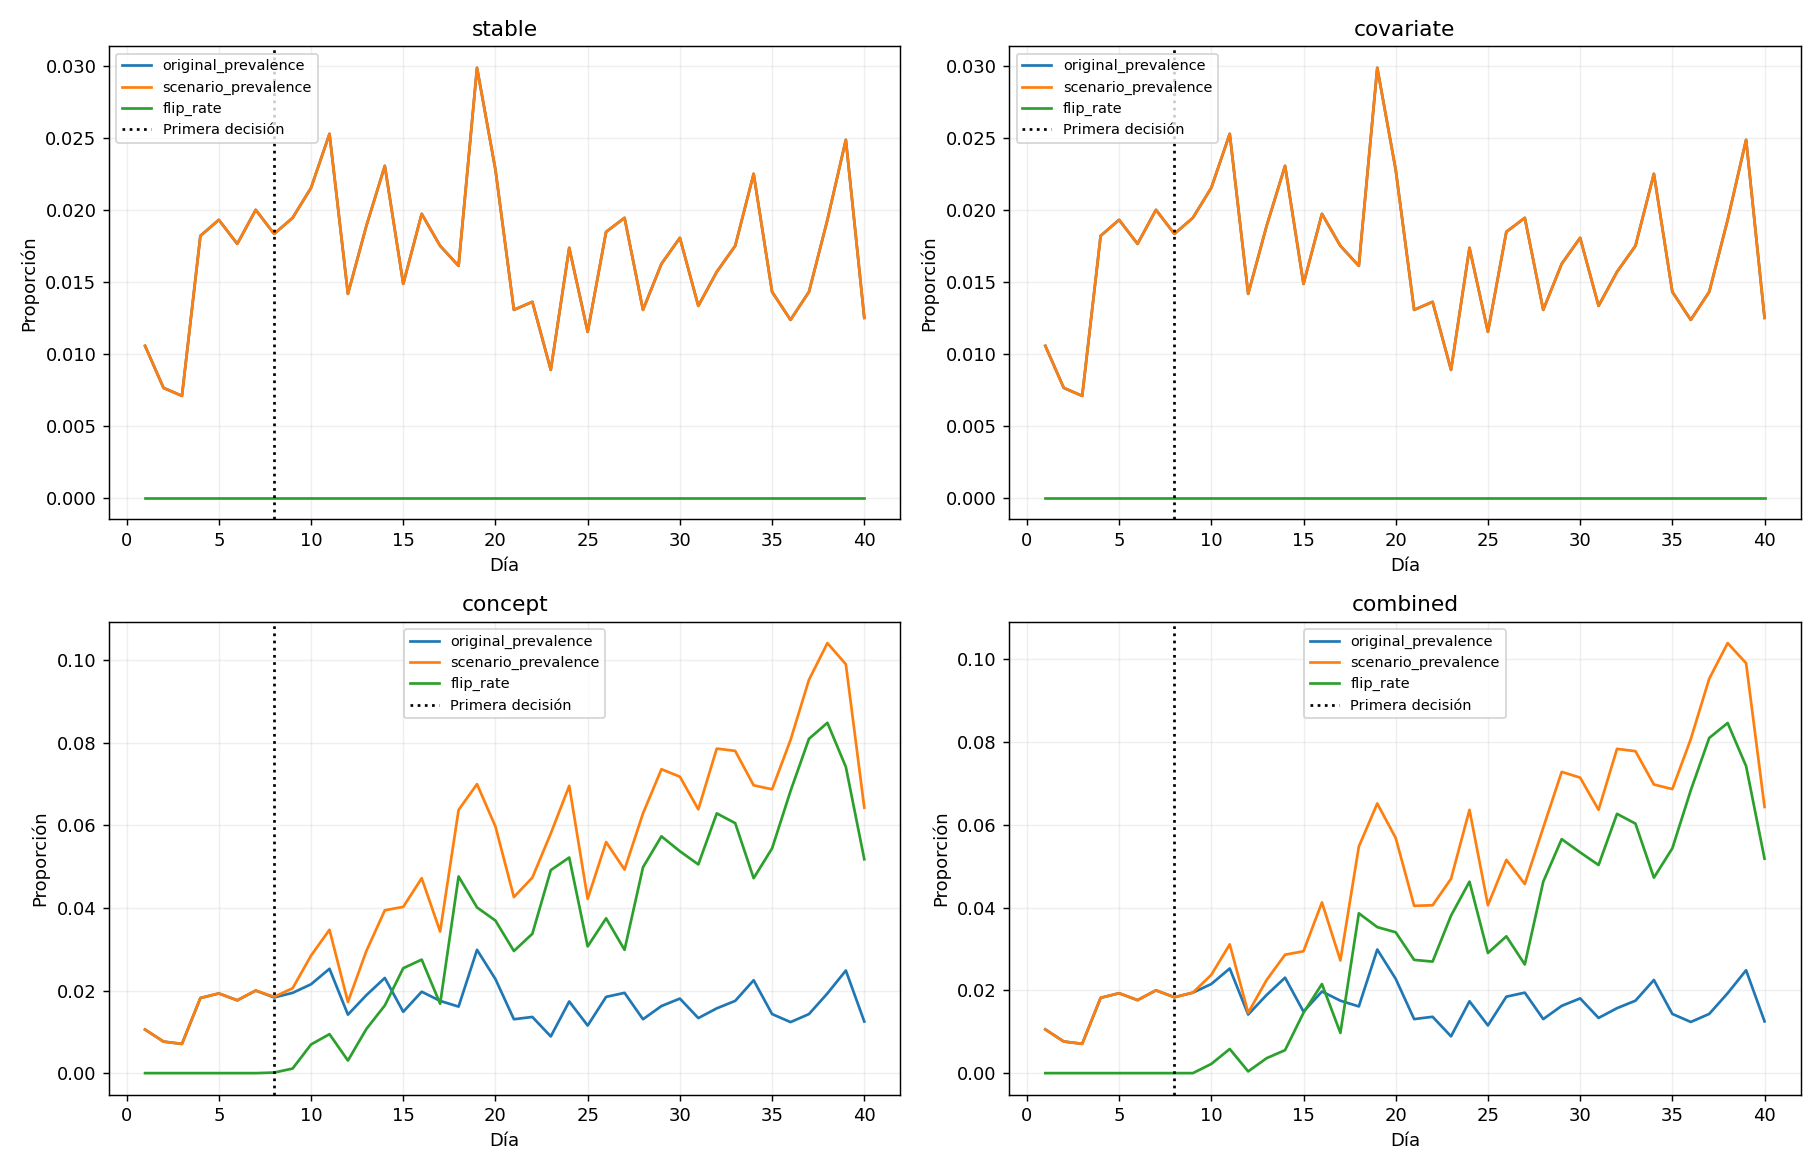 stable
original_prevalence
scenario_prevalence
flip_rate
Primera decisión
Proporción
0.030
0.025
0.020
0.015
0.010
0.005
0.000
0 5 10 15 20 25 30 35 40
Día
covariate
original_prevalence
scenario_prevalence
flip_rate
Primera decisión
Proporción
0.030
0.025
0.020
0.015
0.010
0.005
0.000
0 5 10 15 20 25 30 35 40
Día
concept
original_prevalence
scenario_prevalence
flip_rate
Primera decisión
Proporción
0.10
0.08
0.06
0.04
0.02
0.00
0 5 10 15 20 25 30 35 40
Día
combined
original_prevalence
scenario_prevalence
flip_rate
Primera decisión
Proporción
0.10
0.08
0.06
0.04
0.02
0.00
0 5 10 15 20 25 30 35 40
Día